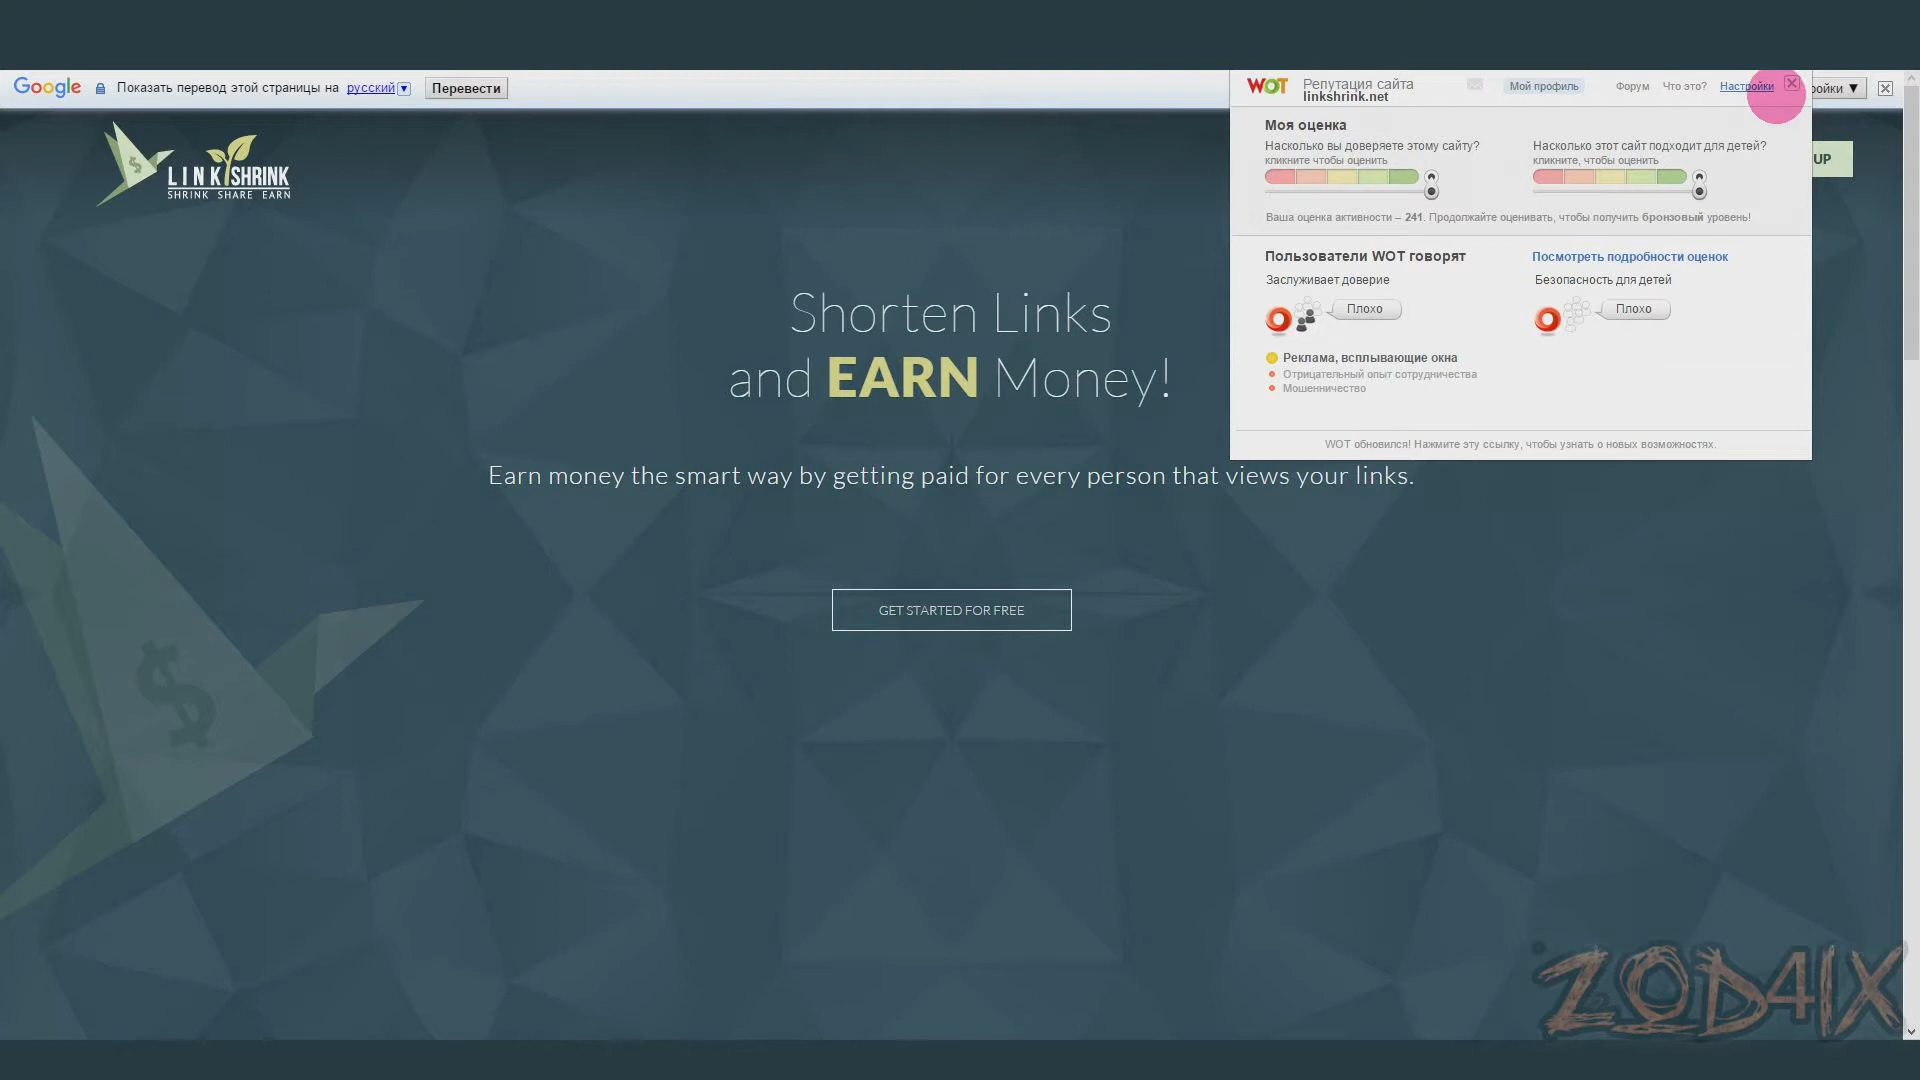 Google
Показать перевод этой страницы на русский
Перевести
WOT
Репутация сайта
linkshrink.net
Мой профиль
Форум
Что это?
Настройки
ойки ▼
LINKSHRINK
SHRINK SHARE EARN
UP
Моя оценка
Насколько вы доверяете этому сайту?
кликните чтобы оценить
Насколько этот сайт подходит для детей?
кликните, чтобы оценить
Ваша оценка активности – 241. Продолжайте оценивать, чтобы получить бронзовый уровень!
Пользователи WOT говорят
Посмотреть подробности оценок
Заслуживает доверие
Плохо
Безопасность для детей
Плохо
Реклама, всплывающие окна
Отрицательный опыт сотрудничества
Мошенничество
WOT обновился! Нажмите эту ссылку, чтобы узнать о новых возможностях.
Shorten Links
and EARN Money!
Earn money the smart way by getting paid for every person that views your links.
GET STARTED FOR FREE
ZOD4IX